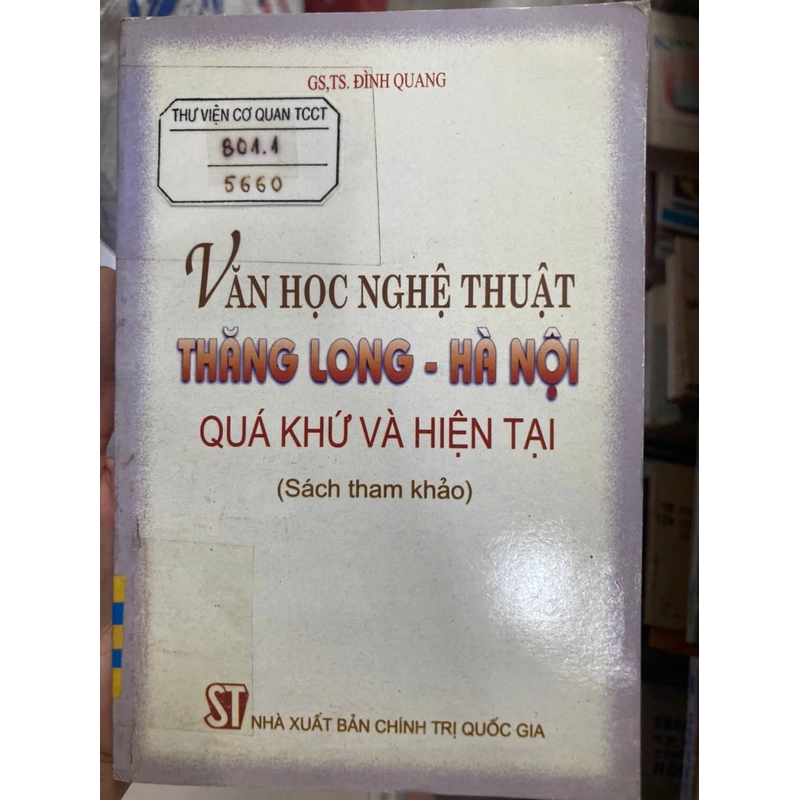 GS,TS. ĐÌNH QUANG
THƯ VIỆN CƠ QUAN TCCT
801.1
5660
VĂN HỌC NGHỆ THUẬT
THĂNG LONG - HÀ NỘI
QUÁ KHỨ VÀ HIỆN TẠI
(Sách tham khảo)
ST NHÀ XUẤT BẢN CHÍNH TRỊ QUỐC GIA